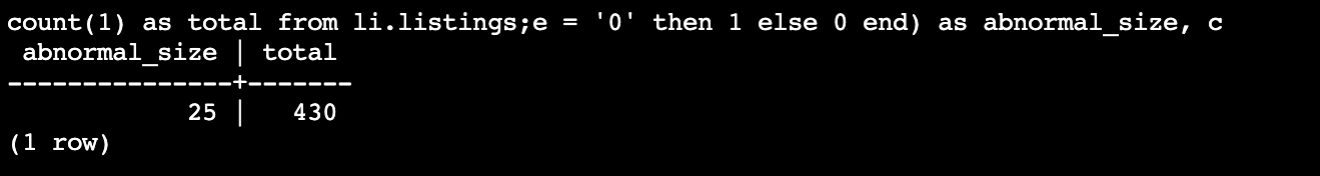 count(1) as total from li.listings;e = '0' then 1 else 0 end) as abnormal_size, c
 abnormal_size | total
---------------+-------
            25 |   430
(1 row)